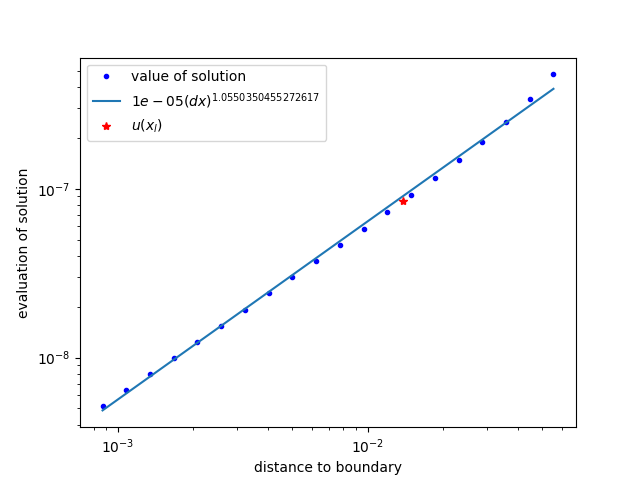 value of solution
1e − 05(dx)^1.0550350455272617
u(x_l)
10^−7
10^−8
evaluation of solution
10^−3
10^−2
distance to boundary